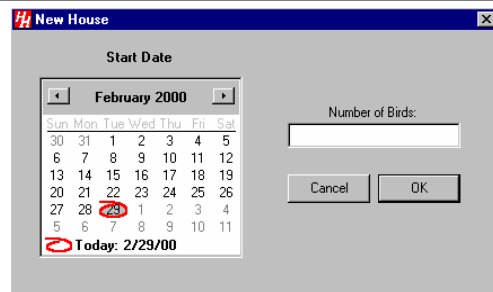 New House
Start Date
February 2000
Sun Mon Tue Wed Thu Fri Sat
30 31 1 2 3 4 5
6 7 8 9 10 11 12
13 14 15 16 17 18 19
20 21 22 23 24 25 26
27 28 29 1 2 3 4
5 6 7 8 9 10 11
Today: 2/29/00
Number of Birds:
Cancel OK